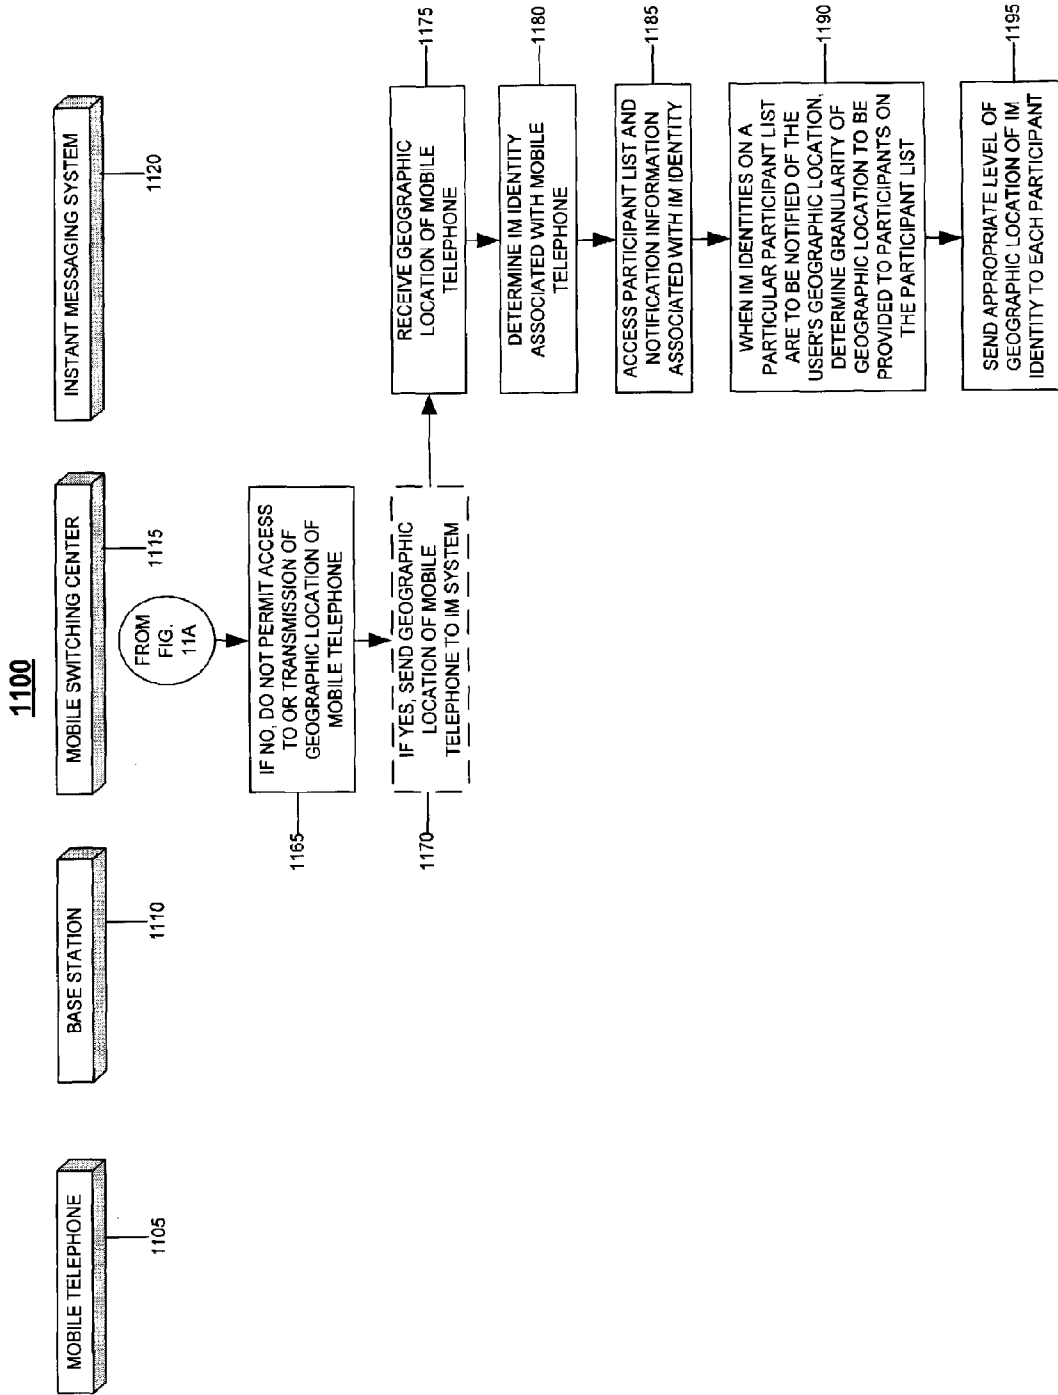 1100
MOBILE TELEPHONE
1105
BASE STATION
1110
MOBILE SWITCHING CENTER
1115
INSTANT MESSAGING SYSTEM
1120
FROM
FIG.
11A
IF NO, DO NOT PERMIT ACCESS
TO OR TRANSMISSION OF
GEOGRAPHIC LOCATION OF
MOBILE TELEPHONE
1165
IF YES, SEND GEOGRAPHIC
LOCATION OF MOBILE
TELEPHONE TO IM SYSTEM
1170
RECEIVE GEOGRAPHIC
LOCATION OF MOBILE
TELEPHONE
1175
DETERMINE IM IDENTITY
ASSOCIATED WITH MOBILE
TELEPHONE
1180
ACCESS PARTICIPANT LIST AND
NOTIFICATION INFORMATION
ASSOCIATED WITH IM IDENTITY
1185
WHEN IM IDENTITIES ON A
PARTICULAR PARTICIPANT LIST
ARE TO BE NOTIFIED OF THE
USER'S GEOGRAPHIC LOCATION,
DETERMINE GRANULARITY OF
GEOGRAPHIC LOCATION TO BE
PROVIDED TO PARTICIPANTS ON
THE PARTICIPANT LIST
1190
SEND APPROPRIATE LEVEL OF
GEOGRAPHIC LOCATION OF IM
IDENTITY TO EACH PARTICIPANT
1195